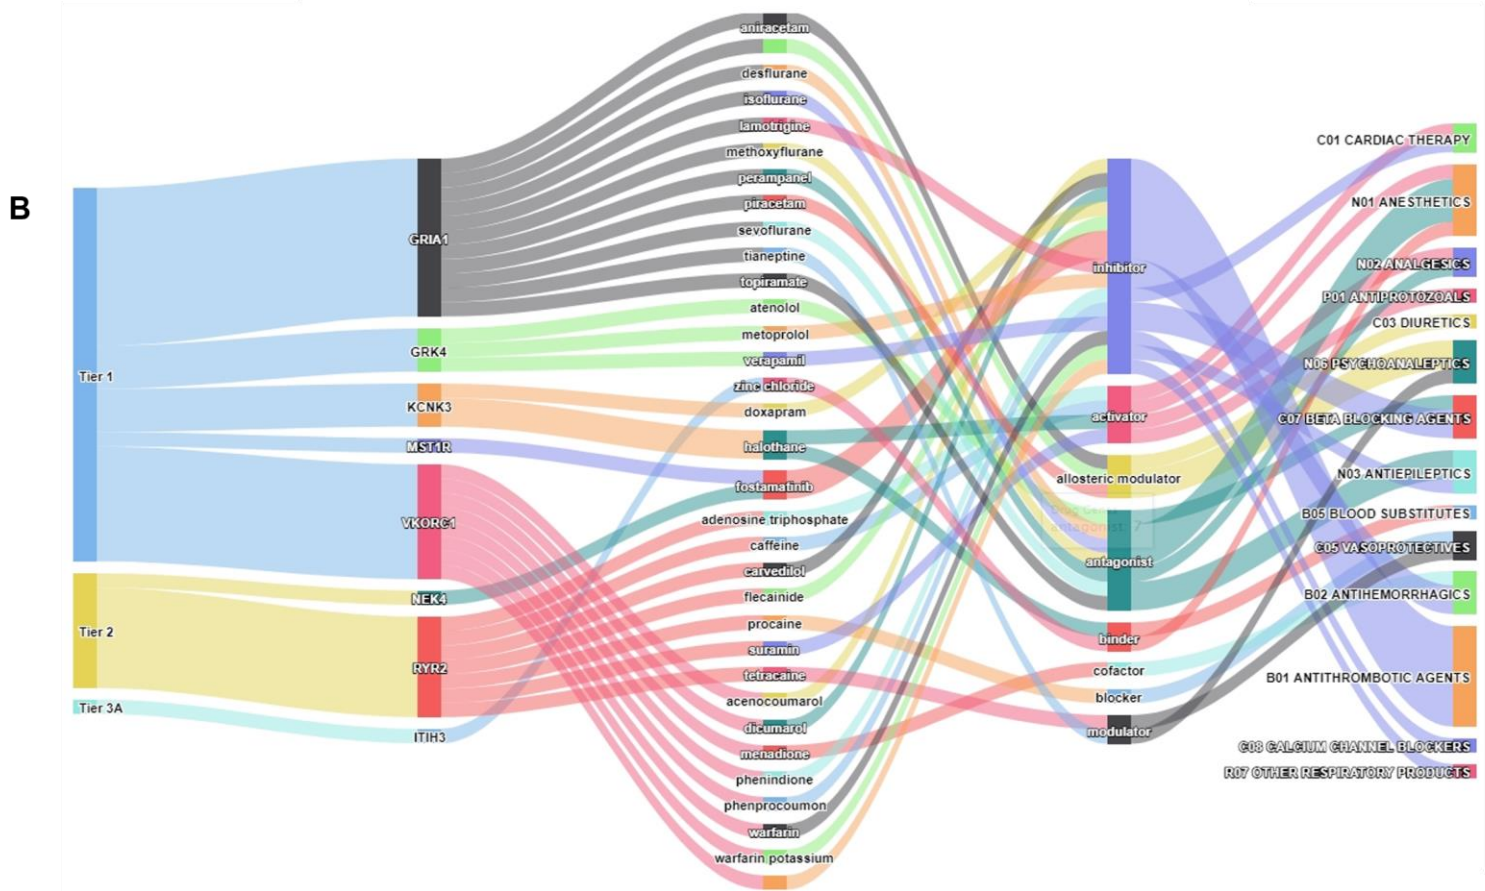 B
Tier 1
Tier 2
Tier 3A
GRIA1
GRK4
KCNK3
MST1R
VKORC1
NEK4
RYR2
ITIH3
aniracetam
desflurane
isoflurane
lamotrigine
methoxyflurane
perampanel
piracetam
sevoflurane
tianeptine
topiramate
atenolol
metoprolol
verapamil
zinc chloride
doxapram
halothane
fostamatinib
adenosine triphosphate
caffeine
carvedilol
flecainide
procaine
suramin
tetracaine
acenocoumarol
dicumarol
menadione
phenindione
phenprocoumon
warfarin
warfarin potassium
inhibitor
activator
allosteric modulator
antagonist 7
antagonist
binder
cofactor
blocker
modulator
C01 CARDIAC THERAPY
N01 ANESTHETICS
N02 ANALGESICS
P01 ANTIPROTOZOALS
C03 DIURETICS
N06 PSYCHOANALEPTICS
C07 BETA BLOCKING AGENTS
N03 ANTIEPILEPTICS
B05 BLOOD SUBSTITUTES
C05 VASOPROTECTIVES
B02 ANTIHEMORRHAGICS
B01 ANTITHROMBOTIC AGENTS
C08 CALCIUM CHANNEL BLOCKERS
R07 OTHER RESPIRATORY PRODUCTS